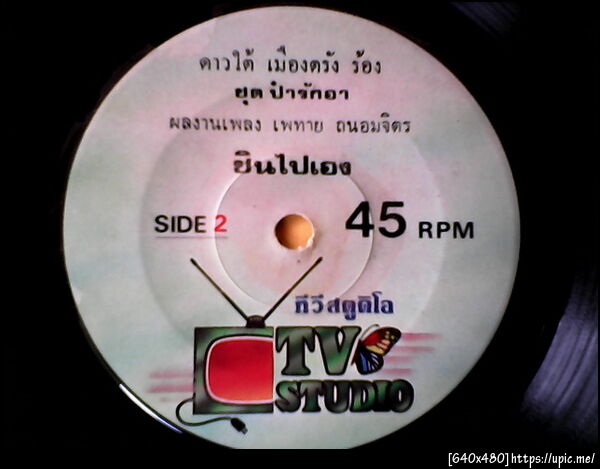 ดาวใต้ เมืองตรัง ร้อง
ชุด ป๋ารักอา
ผลงานเพลง เพทาย ถนอมจิตร
ชินไปเอง
SIDE 2
45 RPM
ทีวีสตูดิโอ
TV
STUDIO
[640x480]https://upic.me/